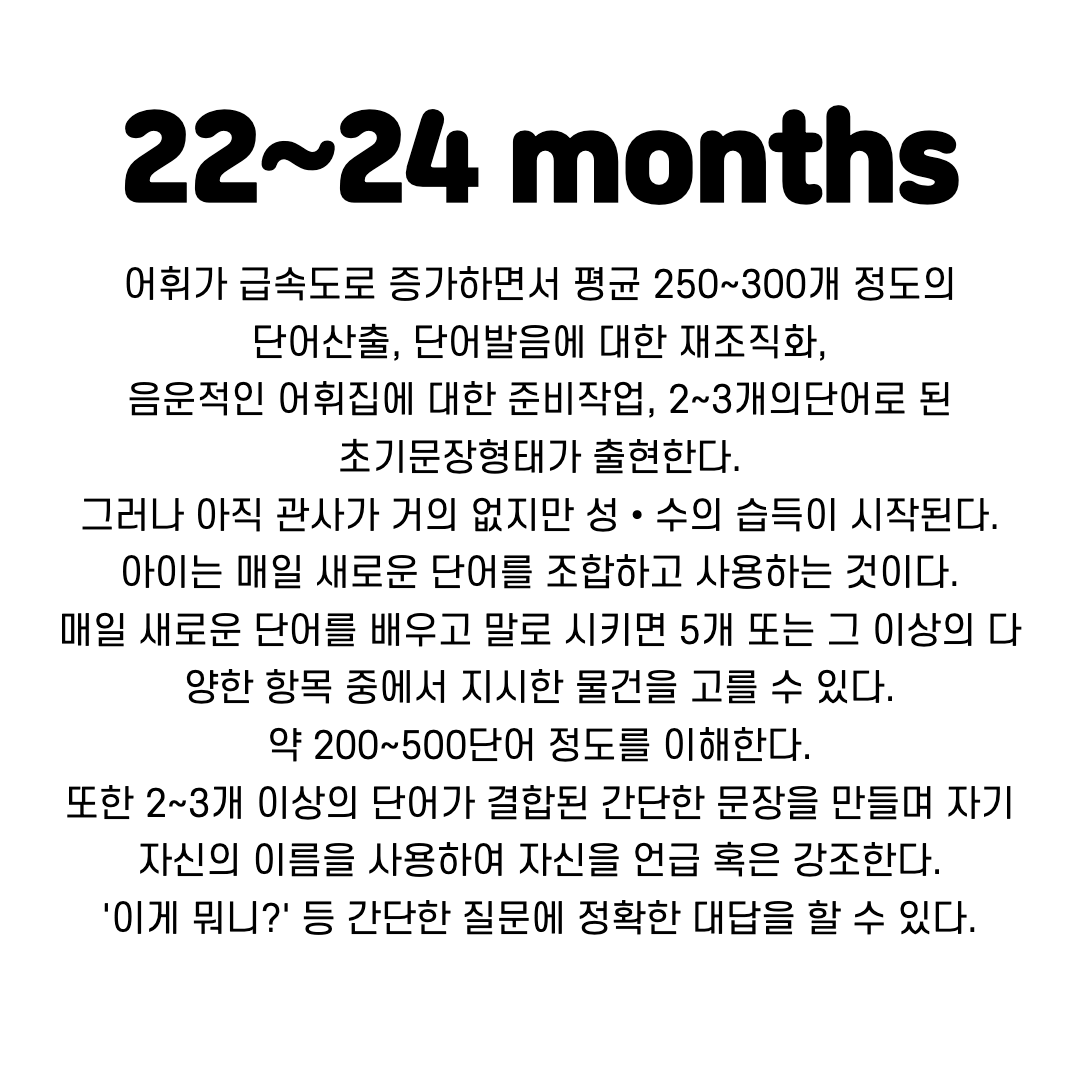 22~24 months
어휘가 급속도로 증가하면서 평균 250~300개 정도의
단어산출, 단어발음에 대한 재조직화,
음운적인 어휘집에 대한 준비작업, 2~3개의단어로 된
초기문장형태가 출현한다.
그러나 아직 관사가 거의 없지만 성 • 수의 습득이 시작된다.
아이는 매일 새로운 단어를 조합하고 사용하는 것이다.
매일 새로운 단어를 배우고 말로 시키면 5개 또는 그 이상의 다
양한 항목 중에서 지시한 물건을 고를 수 있다.
약 200~500단어 정도를 이해한다.
또한 2~3개 이상의 단어가 결합된 간단한 문장을 만들며 자기
자신의 이름을 사용하여 자신을 언급 혹은 강조한다.
'이게 뭐니?' 등 간단한 질문에 정확한 대답을 할 수 있다.